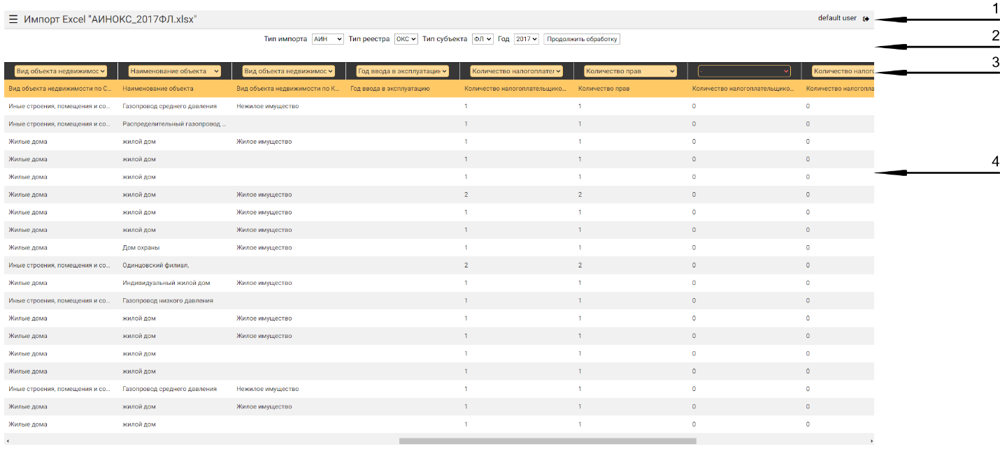 Импорт Excel "АИНОКС_2017ФЛ.xlsx" default user 1
Тип импорта АИН Тип реестра ОКС Тип субъекта ФЛ Год 2017 Продолжить обработку 2
Вид объекта недвижимос Наименование объекта Вид объекта недвижимос Год ввода в эксплуатацин Количество налогоплател Количество прав - Количество налого 3
Вид объекта недвижимости по С... Наименование объекта Вид объекта недвижимости по К... Год ввода в эксплуатацию Количество налогоплательщико... Количество прав Количество налогоплательщико... Количество налогопла
Иные строения, помещения и со... Газопровод среднего давления Нежилое имущество 1 1 0 0
Иные строения, помещения и со... Распределительный газопровод ... 1 1 0 0
Жилые дома жилой дом Жилое имущество 1 1 0 0
Жилые дома жилой дом 1 1 0 0
Жилые дома жилой дом 1 1 0 0 4
Жилые дома жилой дом Жилое имущество 2 2 0 0
Жилые дома жилой дом Жилое имущество 1 1 0 0
Жилые дома жилой дом Жилое имущество 1 1 0 0
Жилые дома Дом охраны Жилое имущество 1 1 0 0
Иные строения, помещения и со... Одинцовский филиал, 2 2 0 0
Жилые дома Индивидуальный жилой дом Жилое имущество 1 1 0 0
Иные строения, помещения и со... Газопровод низкого давления 1 1 0 0
Жилые дома жилой дом Жилое имущество 1 1 0 0
Жилые дома жилой дом Жилое имущество 1 1 0 0
Жилые дома жилой дом 1 1 0 0
Жилые дома жилой дом 1 1 0 0
Иные строения, помещения и со... Газопровод среднего давления Нежилое имущество 1 1 0 0
Жилые дома жилой дом Жилое имущество 1 1 0 0
Жилые дома жилой дом 1 1 0 0